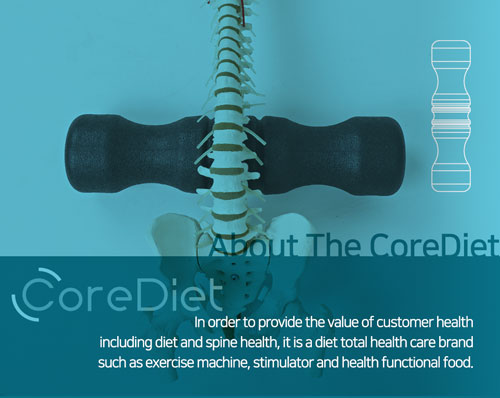 About The CoreDiet
CoreDiet
In order to provide the value of customer health
including diet and spine health, it is a diet total health care brand
such as exercise machine, stimulator and health functional food.